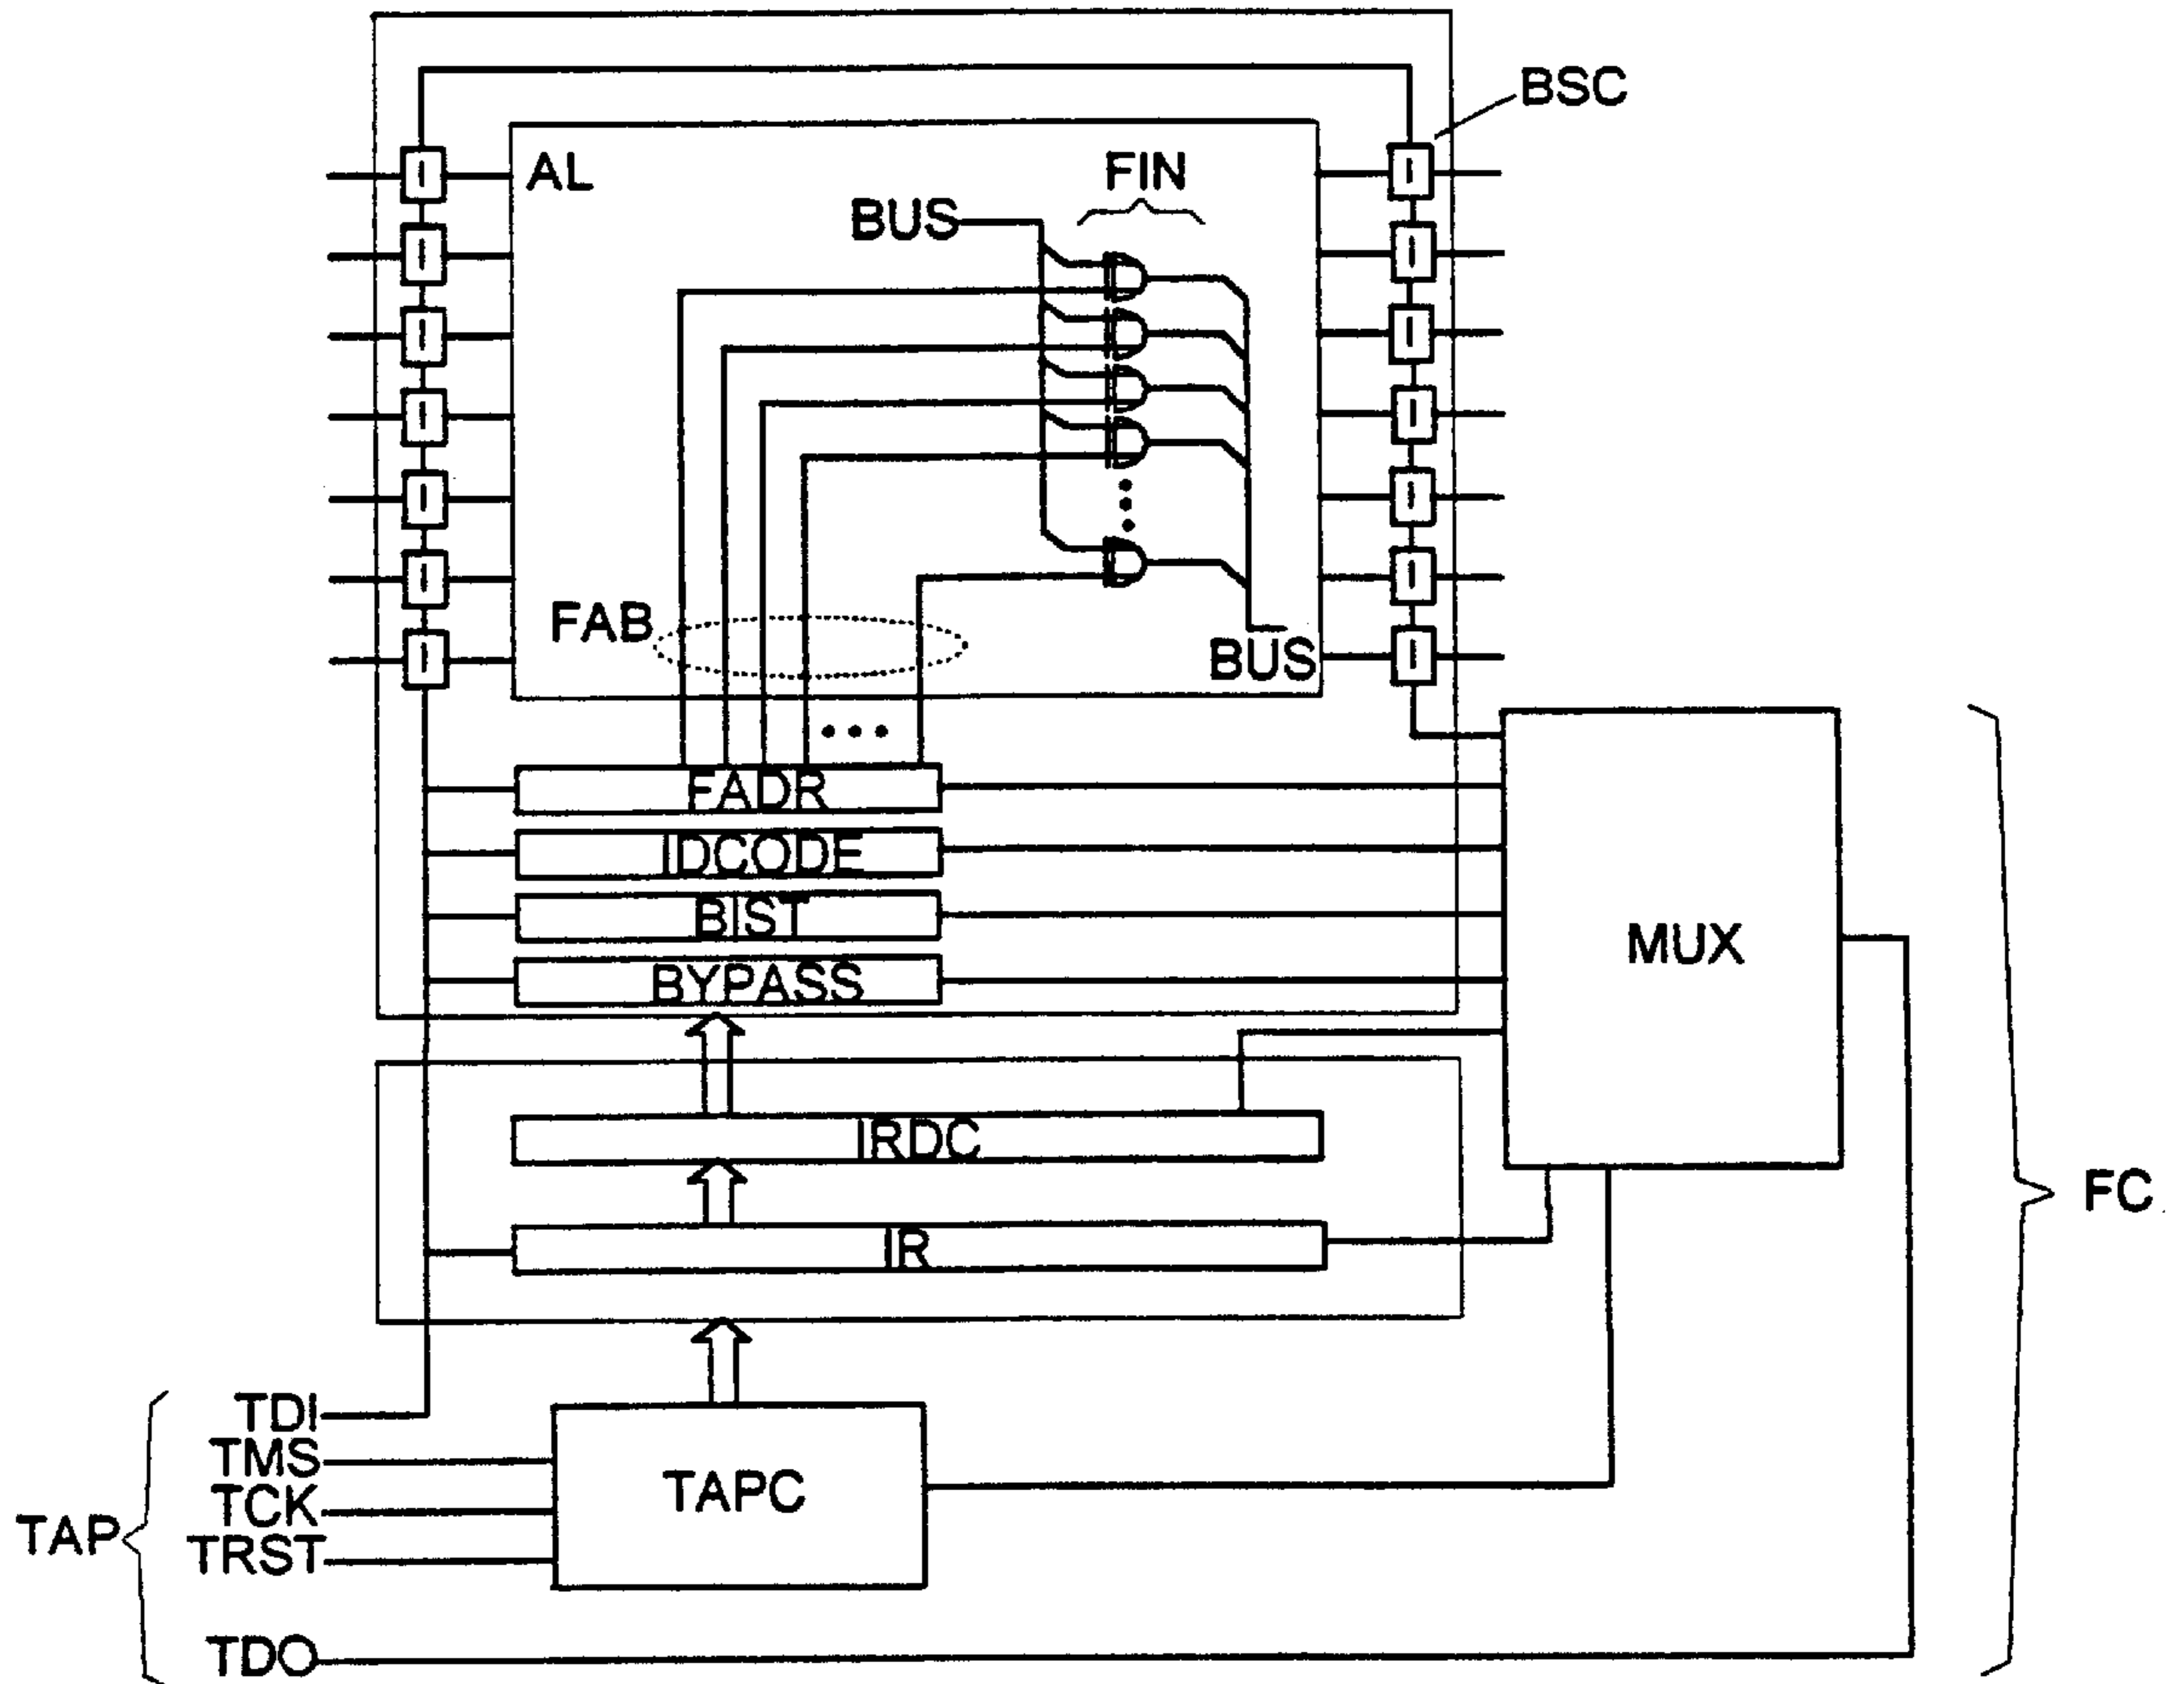 BSC
AL
FIN
BUS
FAB
BUS
FADR
IDCODE
BIST
BYPASS
MUX
IRDC
FC
IR
TDI
TMS
TCK
TAPC
TAP
TRST
TDO